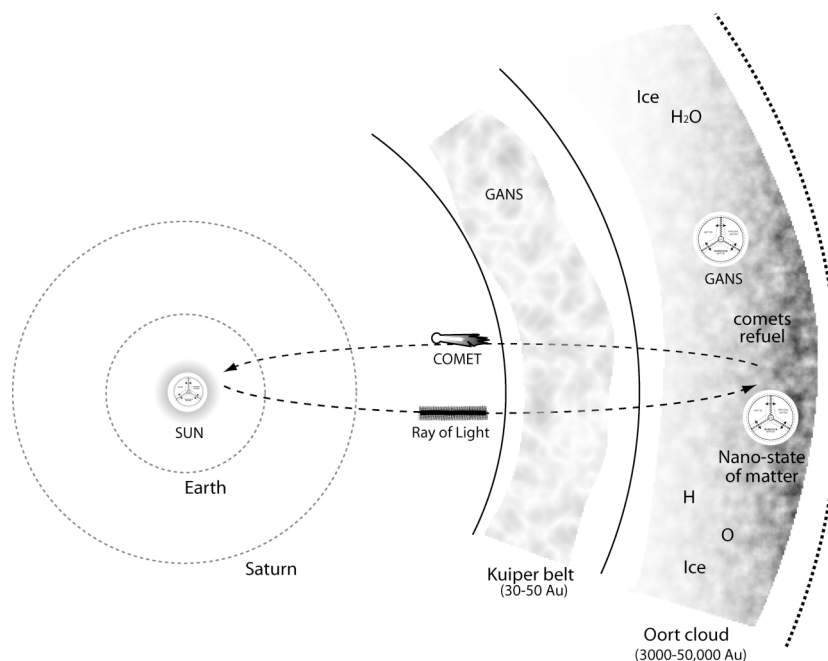 Ice
H₂O
GANS
GANS
comets
refuel
COMET
SUN
Ray of Light
Nano-state
of matter
Earth
H
O
Ice
Saturn
Kuiper belt
(30-50 Au)
Oort cloud
(3000-50,000 Au)